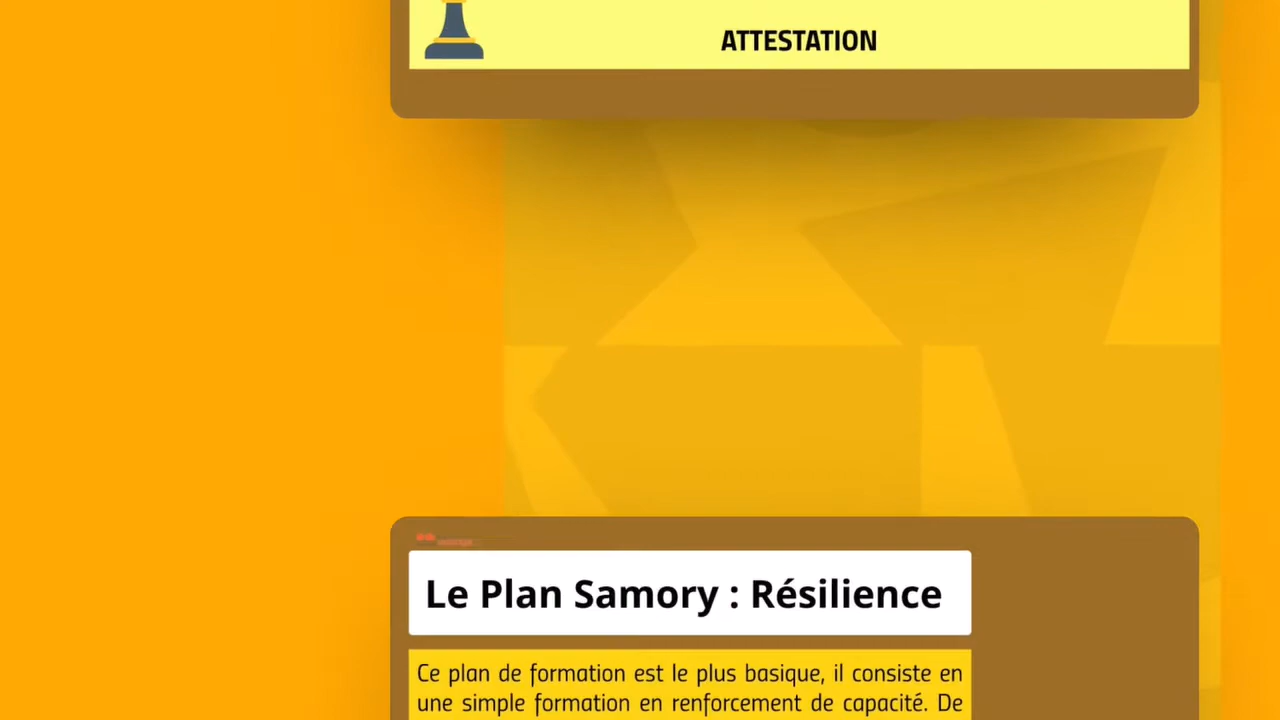 ATTESTATION
Le Plan Samory : Résilience
Ce plan de formation est le plus basique, il consiste en
une simple formation en renforcement de capacité. De